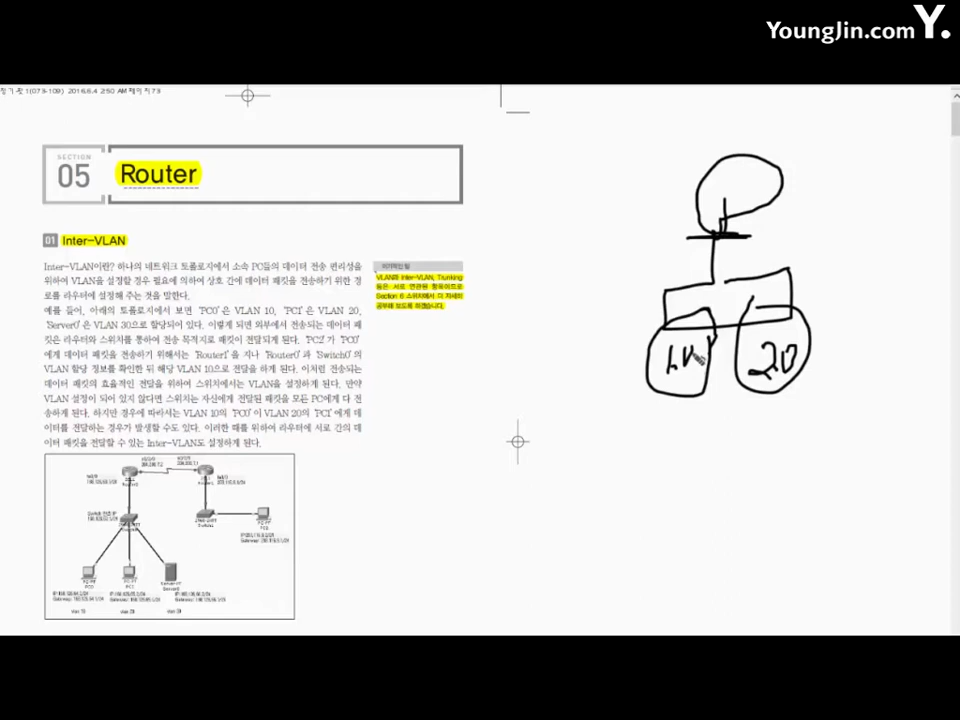 YoungJin.com Y.
2016.6.4 2:50 AM 페이지73
SECTION
05
Router
01 Inter-VLAN
Inter-VLAN이란? 하나의 네트워크 토폴로지에서 소속 PC들의 데이터 전송 편리성을
위하여 VLAN을 설정할 경우 필요에 의하여 상호 간에 데이터 패킷을 전송하기 위한 경
로를 라우터에 설정해 주는 것을 말한다.
예를 들어, 아래의 토폴로지에서 보면 'PC0'은 VLAN 10, 'PC1'은 VLAN 20,
'Server0'은 VLAN 30으로 할당되어 있다. 이렇게 되면 외부에서 전송되는 데이터 패
킷은 라우터와 스위치를 통하여 전송 목적지로 패킷이 전달되게 된다. 'PC2'가 'PC0'
에게 데이터 패킷을 전송하기 위해서는 'Router1'을 지나 'Router0'과 'Switch0'의
VLAN 할당 정보를 확인한 뒤 해당 VLAN 10으로 전달을 하게 된다. 이처럼 전송되는
데이터 패킷의 효율적인 전달을 위하여 스위치에서는 VLAN을 설정하게 된다. 만약
VLAN 설정이 되어 있지 않다면 스위치는 자신에게 전달된 패킷을 모든 PC에게 다 전
송하게 된다. 하지만 경우에 따라서는 VLAN 10의 'PC0'이 VLAN 20의 'PC1'에게 데
이터를 전달하는 경우가 발생할 수도 있다. 이러한 때를 위하여 라우터에 서로 간의 데
이터 패킷을 전달할 수 있는 Inter-VLAN도 설정하게 된다.
VLAN과 Inter-VLAN, Trunking
등은 서로 연관된 항목이므로
Section 6 스위치에서 더 자세히
공부해 보도록 하겠습니다.
20